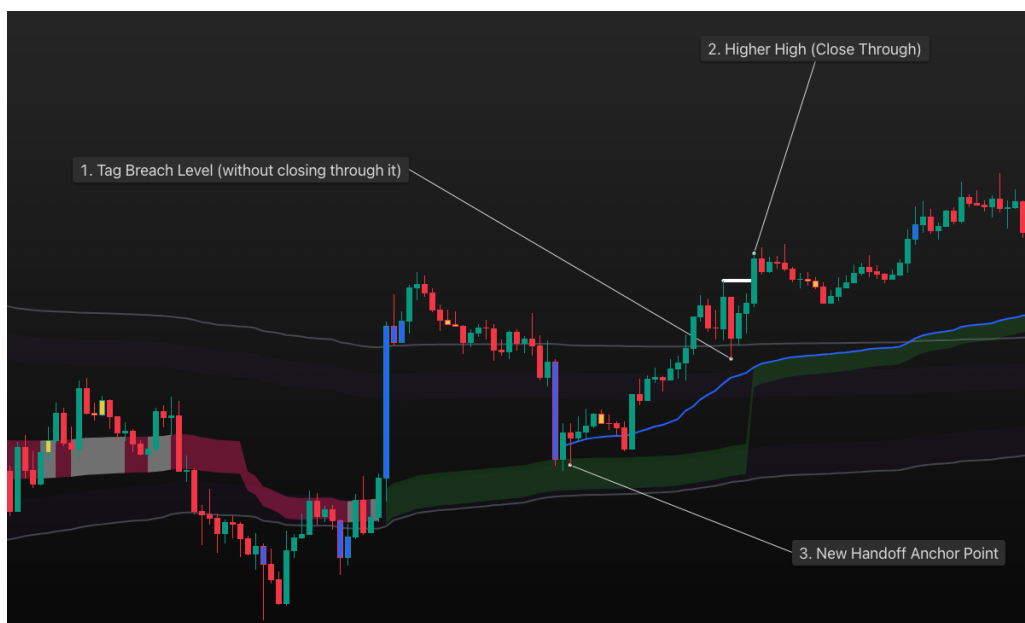 2. Higher High (Close Through)
1. Tag Breach Level (without closing through it)
3. New Handoff Anchor Point